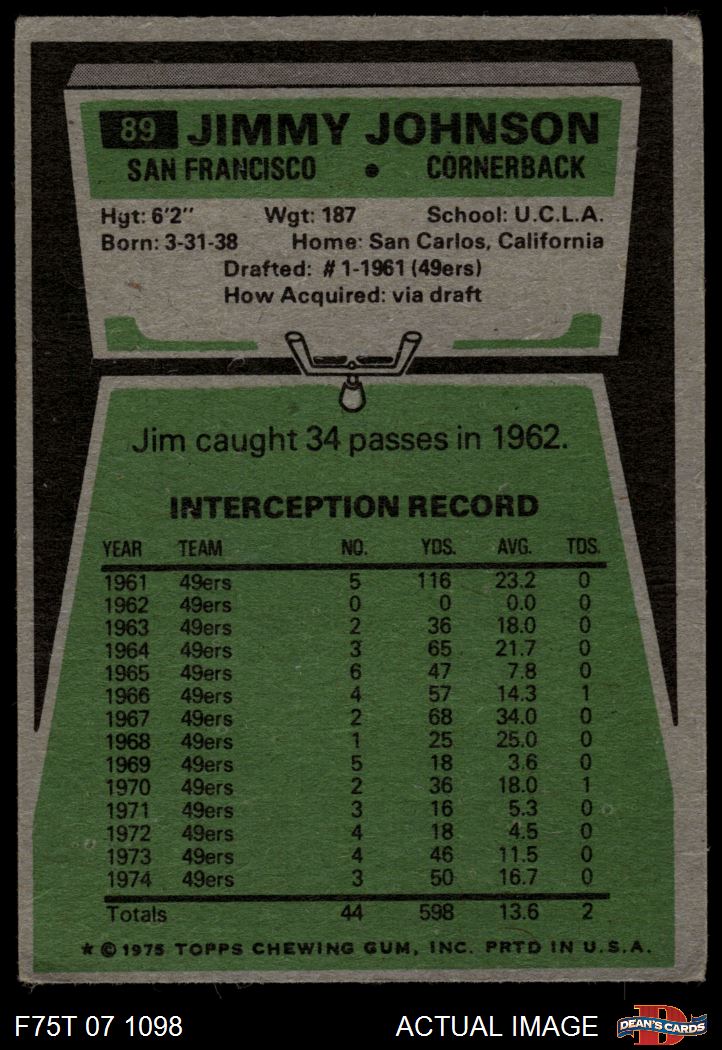 89 JIMMY JOHNSON
SAN FRANCISCO • CORNERBACK
Hgt: 6'2" Wgt: 187 School: U.C.L.A.
Born: 3-31-38 Home: San Carlos, California
Drafted: #1-1961 (49ers)
How Acquired: via draft
Jim caught 34 passes in 1962.
INTERCEPTION RECORD
YEAR TEAM NO. YDS. AVG. TDS.
1961 49ers 5 116 23.2 0
1962 49ers 0 0 0.0 0
1963 49ers 2 36 18.0 0
1964 49ers 3 65 21.7 0
1965 49ers 6 47 7.8 0
1966 49ers 4 57 14.3 1
1967 49ers 2 68 34.0 0
1968 49ers 1 25 25.0 0
1969 49ers 5 18 3.6 0
1970 49ers 2 36 18.0 1
1971 49ers 3 16 5.3 0
1972 49ers 4 18 4.5 0
1973 49ers 4 46 11.5 0
1974 49ers 3 50 16.7 0
Totals 44 598 13.6 2
* © 1975 TOPPS CHEWING GUM, INC. PRTD IN U.S.A.
F75T 07 1098 ACTUAL IMAGE DEAN'S CARDS